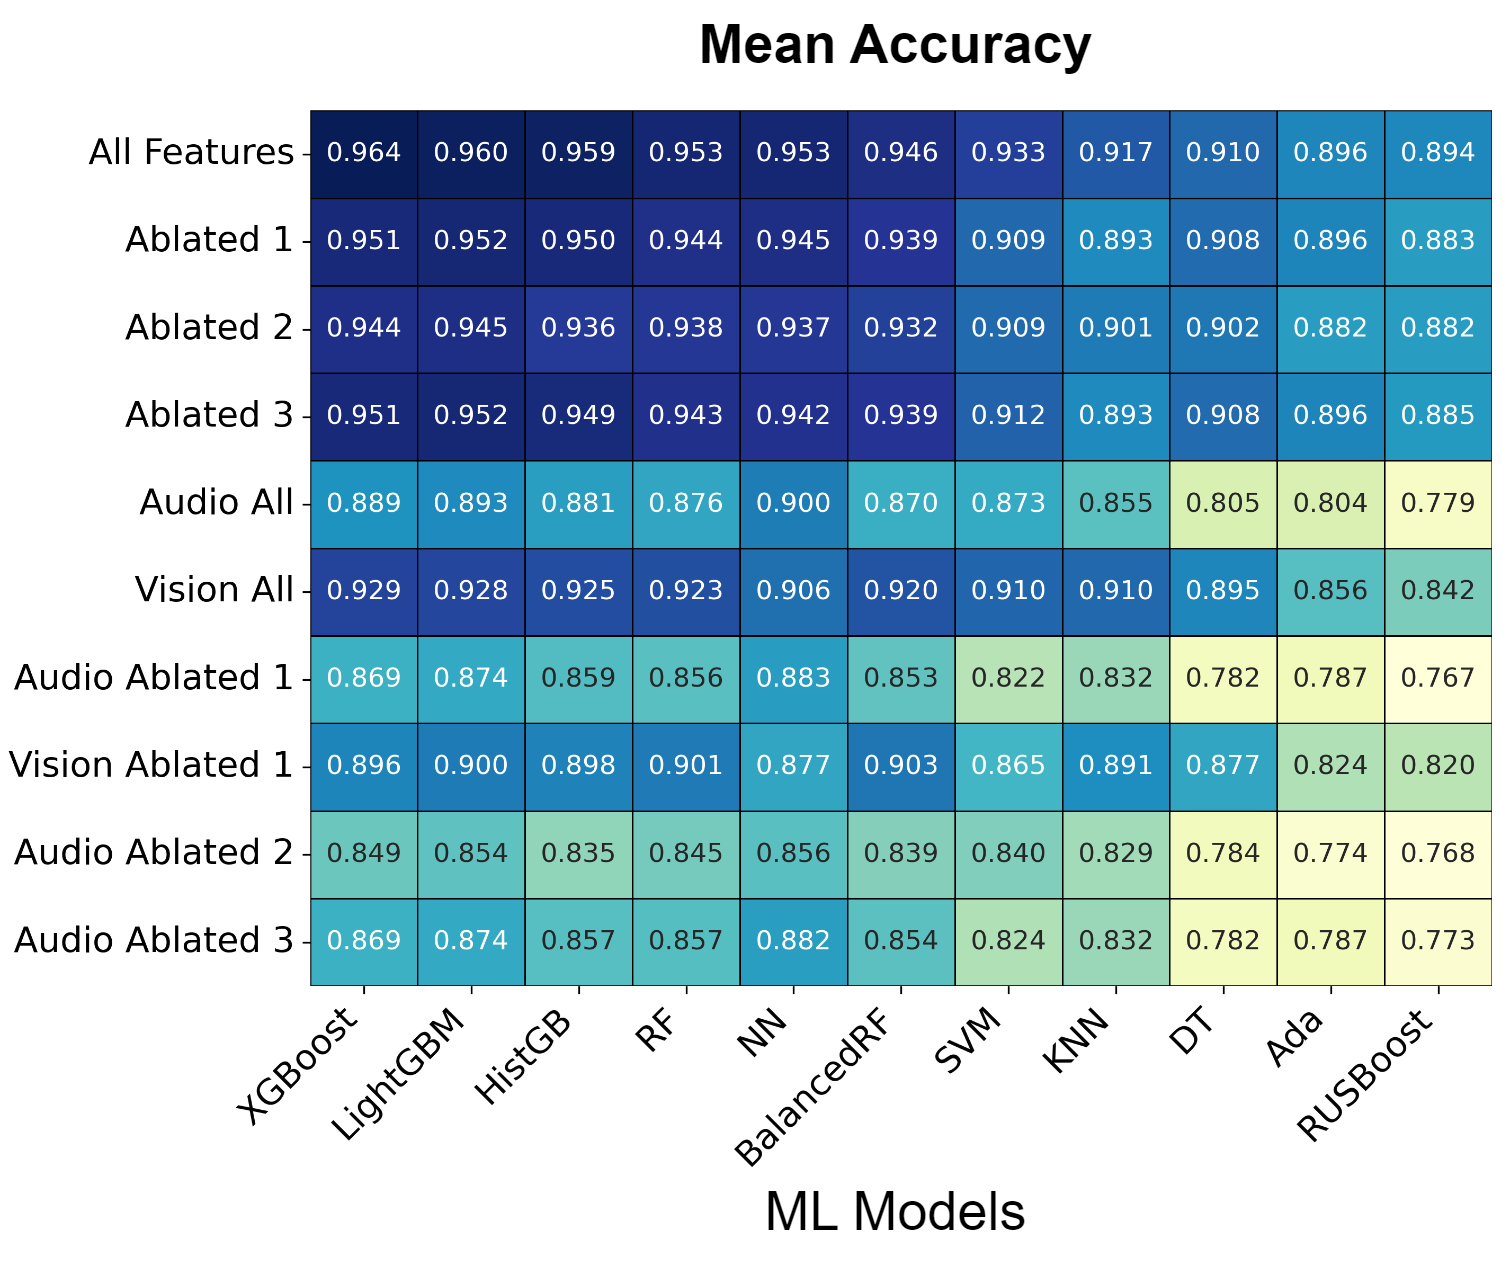 Mean Accuracy
All Features 0.964 0.960 0.959 0.953 0.953 0.946 0.933 0.917 0.910 0.896 0.894
Ablated 1 0.951 0.952 0.950 0.944 0.945 0.939 0.909 0.893 0.908 0.896 0.883
Ablated 2 0.944 0.945 0.936 0.938 0.937 0.932 0.909 0.901 0.902 0.882 0.882
Ablated 3 0.951 0.952 0.949 0.943 0.942 0.939 0.912 0.893 0.908 0.896 0.885
Audio All 0.889 0.893 0.881 0.876 0.900 0.870 0.873 0.855 0.805 0.804 0.779
Vision All 0.929 0.928 0.925 0.923 0.906 0.920 0.910 0.910 0.895 0.856 0.842
Audio Ablated 1 0.869 0.874 0.859 0.856 0.883 0.853 0.822 0.832 0.782 0.787 0.767
Vision Ablated 1 0.896 0.900 0.898 0.901 0.877 0.903 0.865 0.891 0.877 0.824 0.820
Audio Ablated 2 0.849 0.854 0.835 0.845 0.856 0.839 0.840 0.829 0.784 0.774 0.768
Audio Ablated 3 0.869 0.874 0.857 0.857 0.882 0.854 0.824 0.832 0.782 0.787 0.773
XGBoost LightGBM HistGB RF NN BalancedRF SVM KNN DT Ada RUSBoost
ML Models